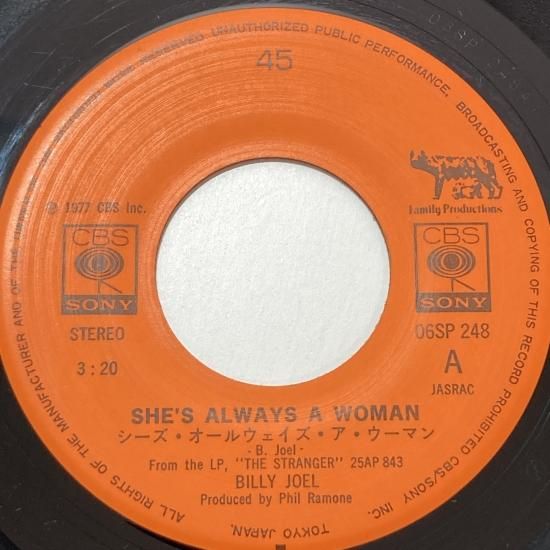 ALL RIGHTS OF THE MANUFACTURER AND OF THE
RESERVED UNAUTHORIZED PUBLIC PERFORMANCE, BROADCASTING AND COPYING OF THIS RECORD PROHIBITED CBS/SONY INC.
TOKYO JAPAN.
45
℗ 1977 CBS Inc.
Family Productions
CBS
SONY
CBS
SONY
STEREO
06SP 248
3:20
A
JASRAC
SHE'S ALWAYS A WOMAN
シーズ・オールウェイズ・ア・ウーマン
- B. Joel -
From the LP, "THE STRANGER" 25AP 843
BILLY JOEL
Produced by Phil Ramone